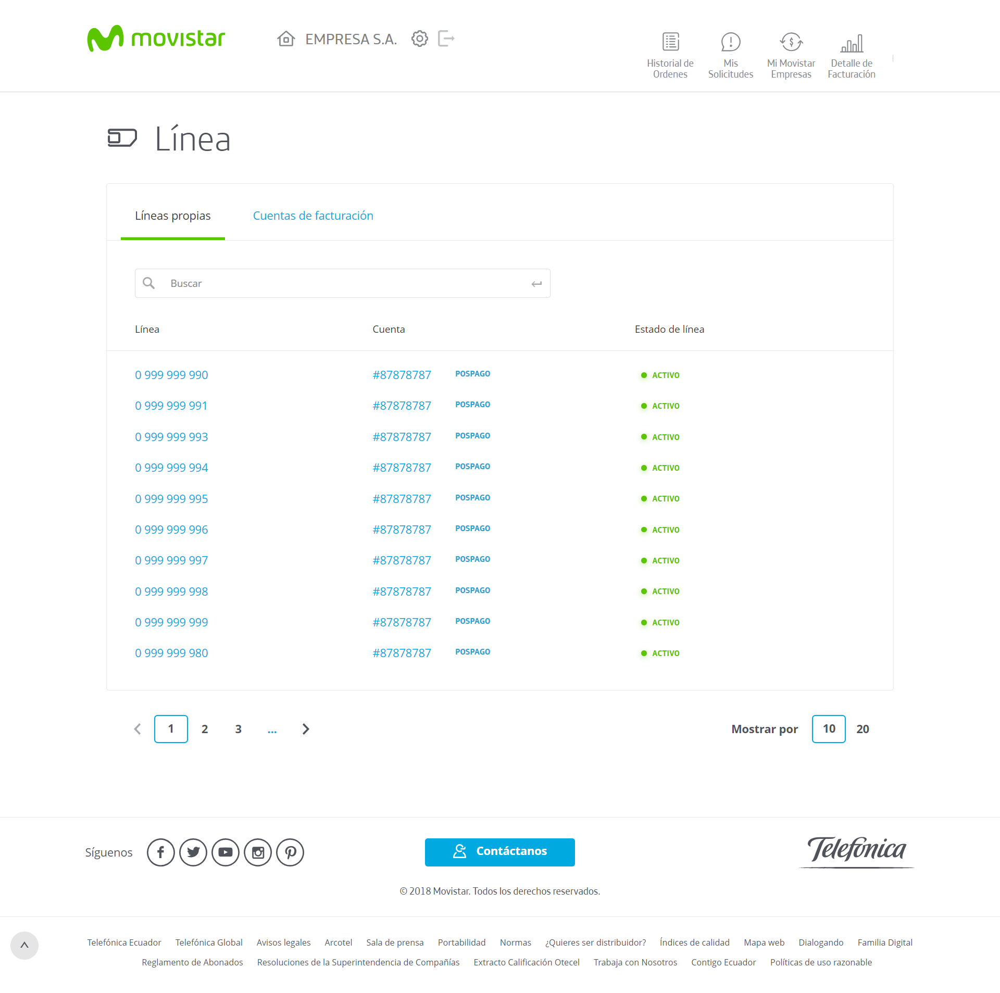 movistar
EMPRESA S.A.
Historial de
Ordenes
Mis
Solicitudes
Mi Movistar
Empresas
Detalle de
Facturación
Línea
Líneas propias
Cuentas de facturación
Buscar
Línea Cuenta Estado de línea
0 999 999 990 #87878787 POSPAGO ACTIVO
0 999 999 991 #87878787 POSPAGO ACTIVO
0 999 999 993 #87878787 POSPAGO ACTIVO
0 999 999 994 #87878787 POSPAGO ACTIVO
0 999 999 995 #87878787 POSPAGO ACTIVO
0 999 999 996 #87878787 POSPAGO ACTIVO
0 999 999 997 #87878787 POSPAGO ACTIVO
0 999 999 998 #87878787 POSPAGO ACTIVO
0 999 999 999 #87878787 POSPAGO ACTIVO
0 999 999 980 #87878787 POSPAGO ACTIVO
1 2 3 ... Mostrar por 10 20
Síguenos
Contáctanos
Telefónica
© 2018 Movistar. Todos los derechos reservados.
Telefónica Ecuador Telefónica Global Avisos legales Arcotel Sala de prensa Portabilidad Normas ¿Quieres ser distribuidor? Índices de calidad Mapa web Dialogando Familia Digital
Reglamento de Abonados Resoluciones de la Superintendencia de Compañías Extracto Calificación Otecel Trabaja con Nosotros Contigo Ecuador Políticas de uso razonable